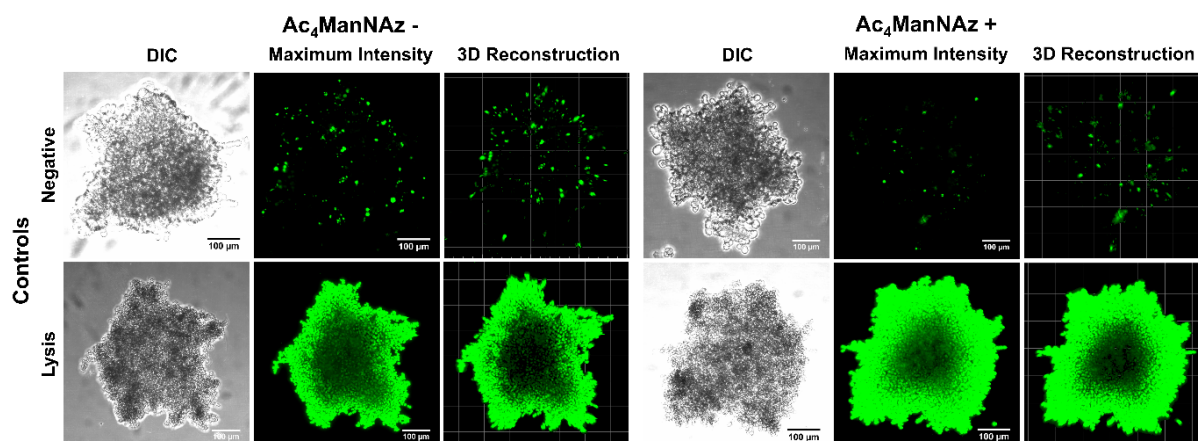 Ac₄ManNAz -
Ac₄ManNAz +
DIC
Maximum Intensity
3D Reconstruction
DIC
Maximum Intensity
3D Reconstruction
Controls
Negative
100 µm
100 µm
100 µm
100 µm
Lysis
100 µm
100 µm
100 µm
100 µm